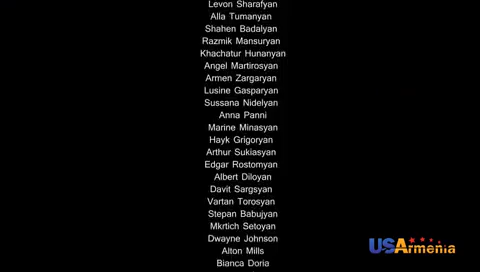 Levon Sharafyan
Alla Tumanyan
Shahen Badalyan
Razmik Mansuryan
Khachatur Hunanyan
Angel Martirosyan
Armen Zargaryan
Lusine Gasparyan
Sussana Nidelyan
Anna Panni
Marine Minasyan
Hayk Grigoryan
Arthur Sukiasyan
Edgar Rostomyan
Albert Diloyan
Davit Sargsyan
Vartan Torosyan
Stepan Babujyan
Mkrtich Setoyan
Dwayne Johnson
Alton Mills
Bianca Doria
USArmenia